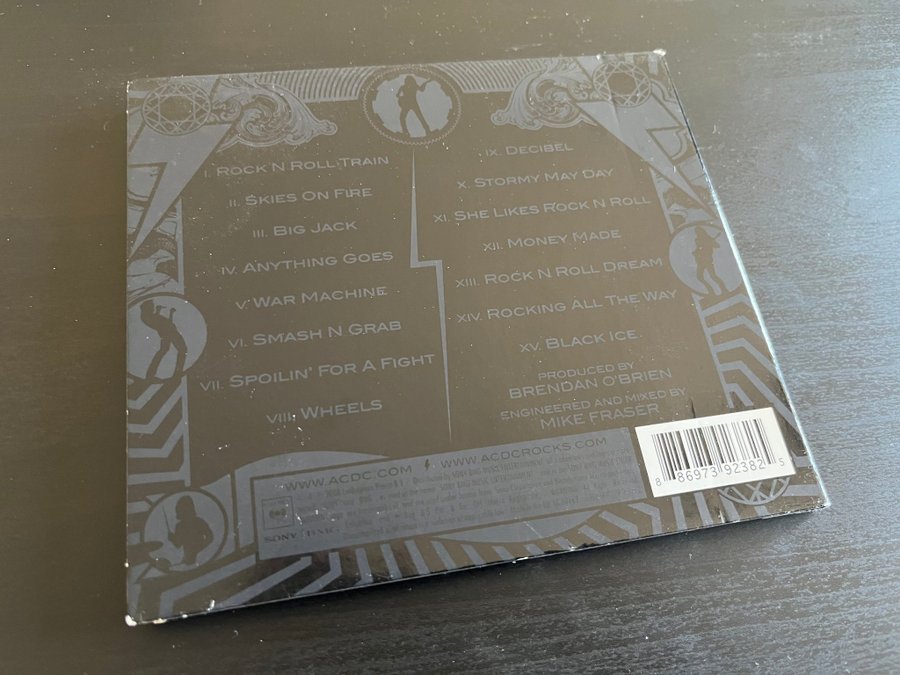 I. ROCK N ROLL TRAIN
II. SKIES ON FIRE
III. BIG JACK
IV. ANYTHING GOES
V. WAR MACHINE
VI. SMASH N GRAB
VII. SPOILIN' FOR A FIGHT
VIII. WHEELS
IX. DECIBEL
X. STORMY MAY DAY
XI. SHE LIKES ROCK N ROLL
XII. MONEY MADE
XIII. ROCK N ROLL DREAM
XIV. ROCKING ALL THE WAY
XV. BLACK ICE
PRODUCED BY
BRENDAN O'BRIEN
ENGINEERED AND MIXED BY
MIKE FRASER
WWW.ACDC.COM WWW.ACDCROCKS.COM
SONY
8 86973 92382 5